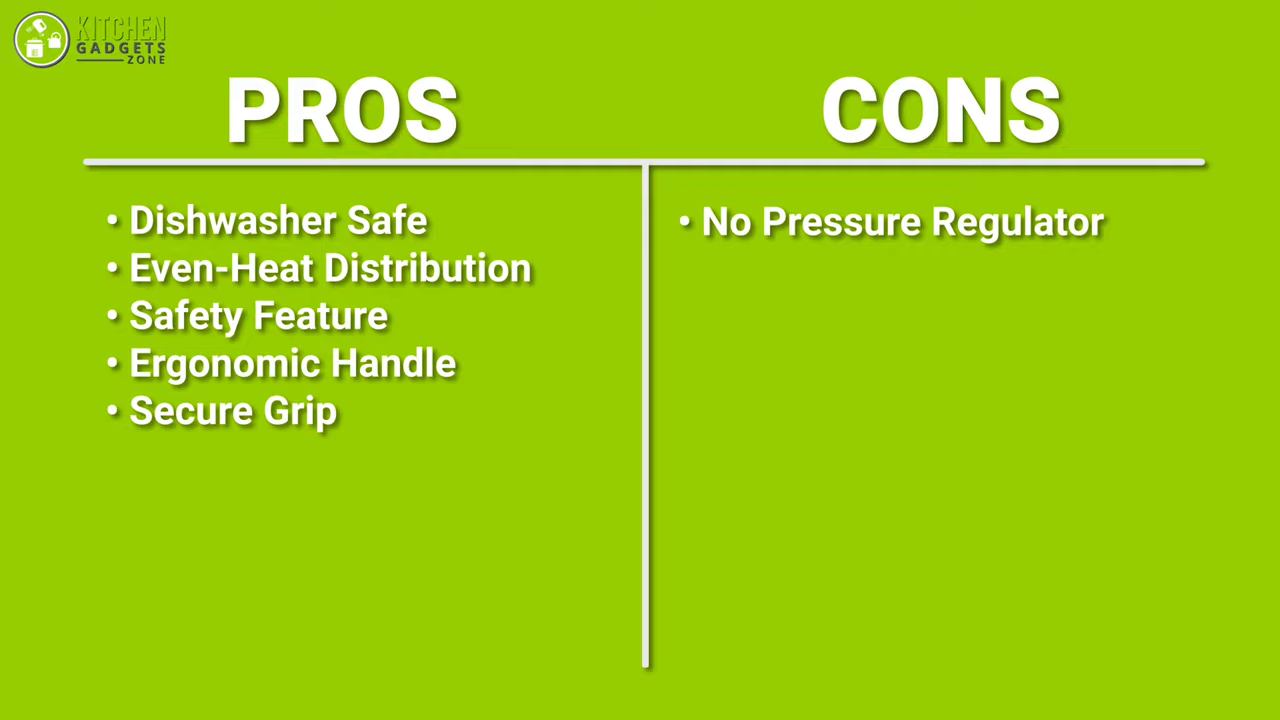 KITCHEN
GADGETS
ZONE
PROS
CONS
• Dishwasher Safe
• Even-Heat Distribution
• Safety Feature
• Ergonomic Handle
• Secure Grip
• No Pressure Regulator